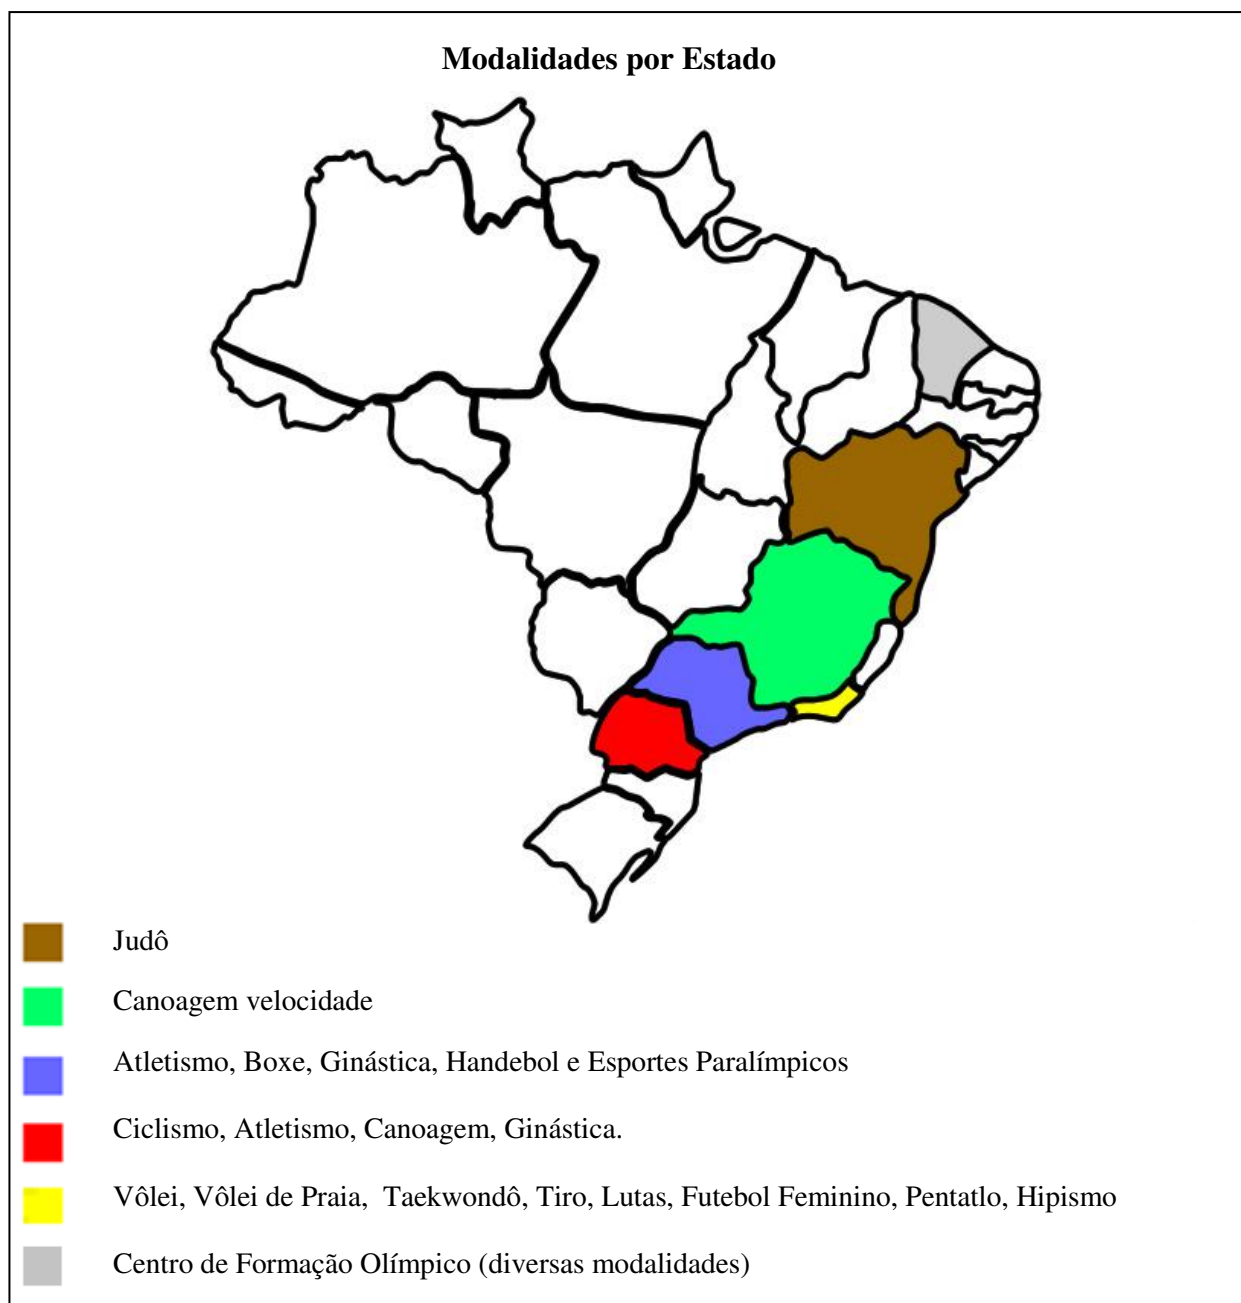 Modalidades por Estado
Judô
Canoagem velocidade
Atletismo, Boxe, Ginástica, Handebol e Esportes Paralímpicos
Ciclismo, Atletismo, Canoagem, Ginástica.
Vôlei, Vôlei de Praia,  Taekwondô, Tiro, Lutas, Futebol Feminino, Pentatlo, Hipismo
Centro de Formação Olímpico (diversas modalidades)